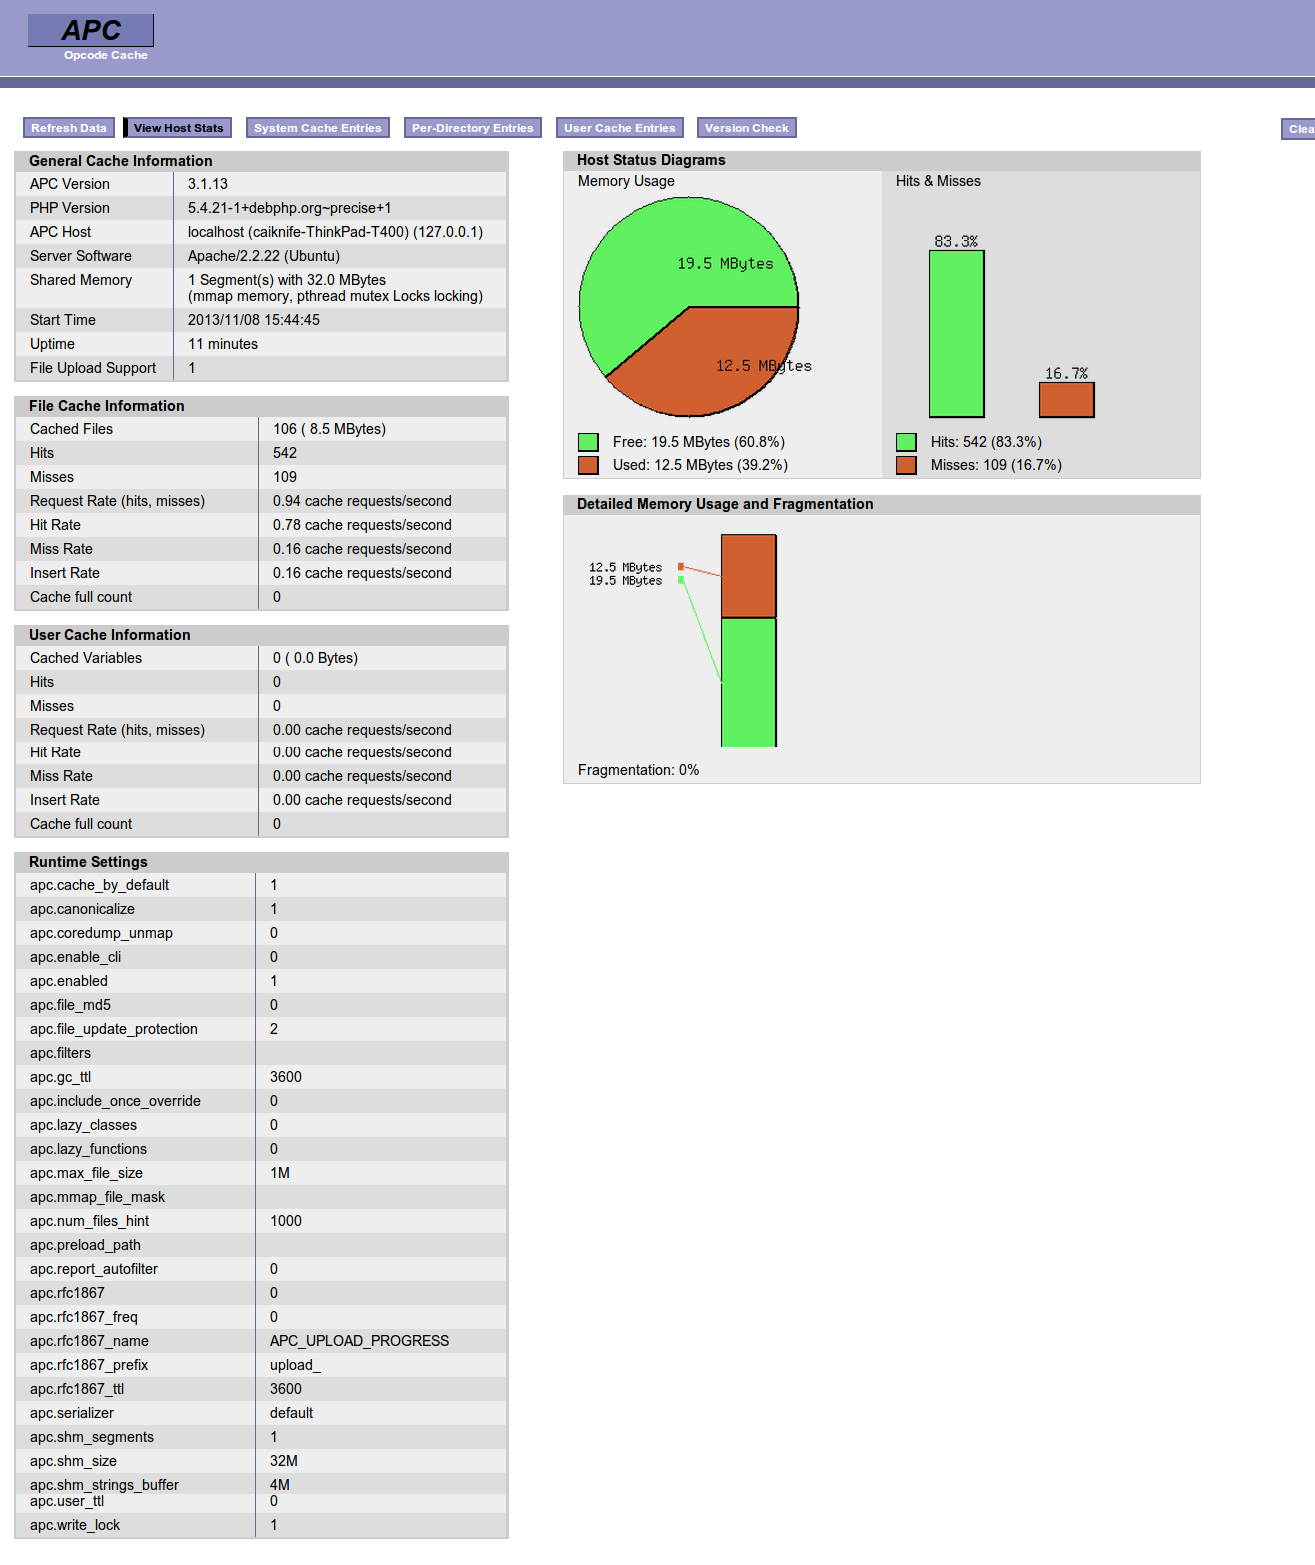 APC
Opcode Cache
Refresh Data View Host Stats System Cache Entries Per-Directory Entries User Cache Entries Version Check Clea
General Cache Information
APC Version 3.1.13
PHP Version 5.4.21-1+debphp.org~precise+1
APC Host localhost (caiknife-ThinkPad-T400) (127.0.0.1)
Server Software Apache/2.2.22 (Ubuntu)
Shared Memory 1 Segment(s) with 32.0 MBytes
(mmap memory, pthread mutex Locks locking)
Start Time 2013/11/08 15:44:45
Uptime 11 minutes
File Upload Support 1
File Cache Information
Cached Files 106 ( 8.5 MBytes)
Hits 542
Misses 109
Request Rate (hits, misses) 0.94 cache requests/second
Hit Rate 0.78 cache requests/second
Miss Rate 0.16 cache requests/second
Insert Rate 0.16 cache requests/second
Cache full count 0
User Cache Information
Cached Variables 0 ( 0.0 Bytes)
Hits 0
Misses 0
Request Rate (hits, misses) 0.00 cache requests/second
Hit Rate 0.00 cache requests/second
Miss Rate 0.00 cache requests/second
Insert Rate 0.00 cache requests/second
Cache full count 0
Runtime Settings
apc.cache_by_default 1
apc.canonicalize 1
apc.coredump_unmap 0
apc.enable_cli 0
apc.enabled 1
apc.file_md5 0
apc.file_update_protection 2
apc.filters
apc.gc_ttl 3600
apc.include_once_override 0
apc.lazy_classes 0
apc.lazy_functions 0
apc.max_file_size 1M
apc.mmap_file_mask
apc.num_files_hint 1000
apc.preload_path
apc.report_autofilter 0
apc.rfc1867 0
apc.rfc1867_freq 0
apc.rfc1867_name APC_UPLOAD_PROGRESS
apc.rfc1867_prefix upload_
apc.rfc1867_ttl 3600
apc.serializer default
apc.shm_segments 1
apc.shm_size 32M
apc.shm_strings_buffer 4M
apc.user_ttl 0
apc.write_lock 1
Host Status Diagrams
Memory Usage
19.5 MBytes
12.5 MBytes
Free: 19.5 MBytes (60.8%)
Used: 12.5 MBytes (39.2%)
Hits & Misses
83.3%
16.7%
Hits: 542 (83.3%)
Misses: 109 (16.7%)
Detailed Memory Usage and Fragmentation
12.5 MBytes
19.5 MBytes
Fragmentation: 0%